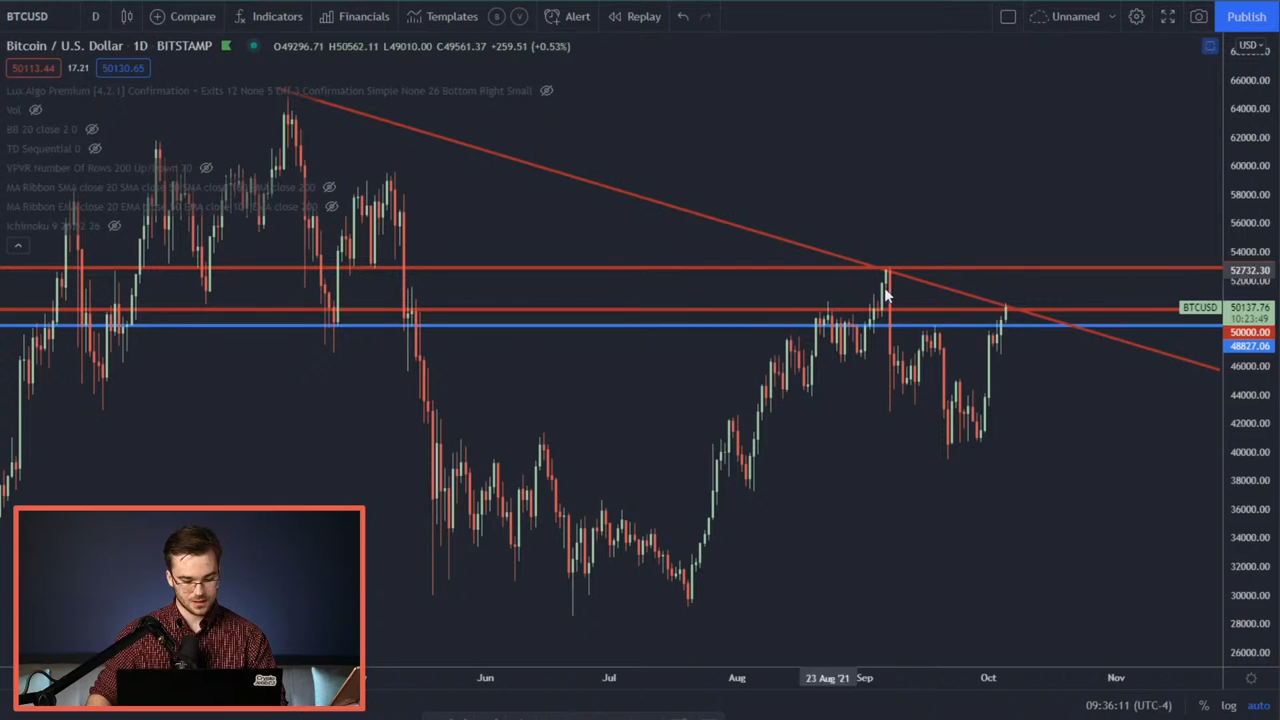 BTCUSD D Compare Indicators Financials Templates B V Alert Replay Unnamed Publish
Bitcoin / U.S. Dollar · 1D · BITSTAMP O49296.71 H50562.11 L49010.00 C49561.37 +259.51 (+0.53%) USD
50113.44 17.21 50130.65
66000.00
Lux Algo Premium [4.2.1] Confirmation + Exits 12 None 5 Off 3 Confirmation Simple None 26 Bottom Right Small
64000.00
Vol
BB 20 close 2 0
62000.00
TD Sequential 0
VPVR Number Of Rows 200 Up/Down 70
60000.00
MA Ribbon SMA close 20 SMA close SMA close SMA close 200
58000.00
MA Ribbon EMA close 20 EMA close EMA close EMA close 200
Ichimoku 9 26 52 26
56000.00
54000.00
52732.30
52000.00
BTCUSD 50137.76
10:23:49
50000.00
48827.06
46000.00
44000.00
42000.00
40000.00
38000.00
36000.00
34000.00
32000.00
30000.00
28000.00
26000.00
Crypto
Jun Jul Aug 23 Aug '21 Sep Oct Nov
09:36:11 (UTC-4) % log auto